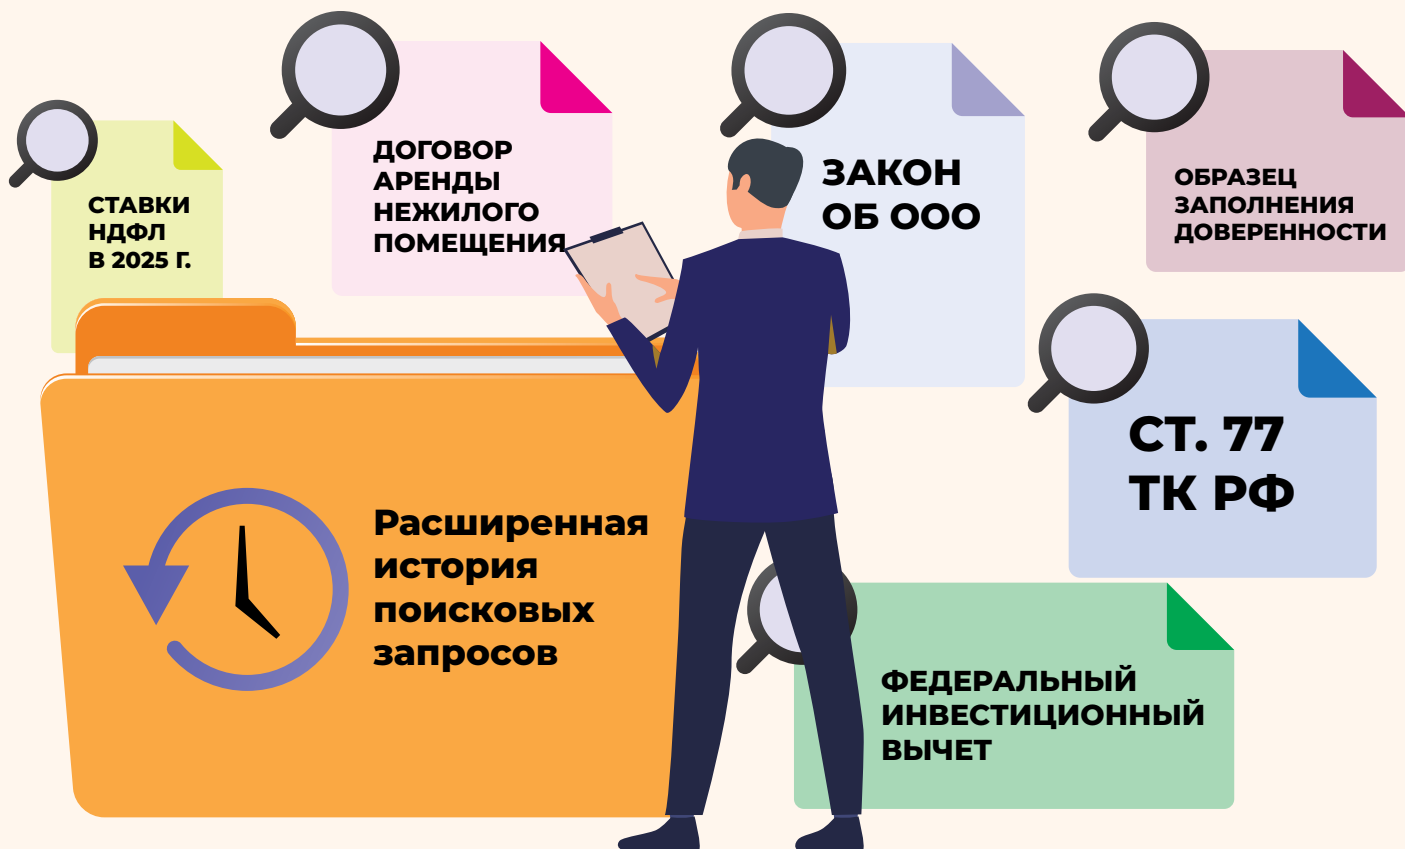 СТАВКИ
НДФЛ
В 2025 Г.
ДОГОВОР
АРЕНДЫ
НЕЖИЛОГО
ПОМЕЩЕНИЯ
ЗАКОН
ОБ ООО
ОБРАЗЕЦ
ЗАПОЛНЕНИЯ
ДОВЕРЕННОСТИ
СТ. 77
ТК РФ
Расширенная
история
поисковых
запросов
ФЕДЕРАЛЬНЫЙ
ИНВЕСТИЦИОННЫЙ
ВЫЧЕТ